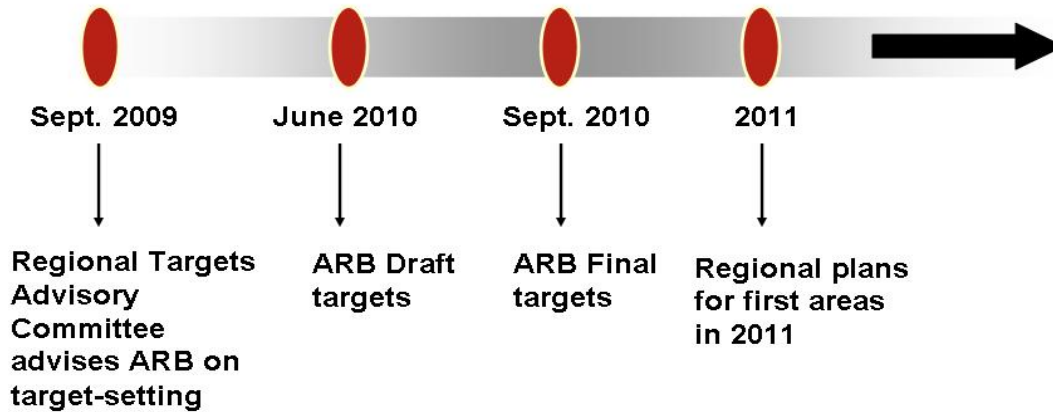 Sept. 2009
June 2010
Sept. 2010
2011
Regional Targets
Advisory
Committee
advises ARB on
target-setting
ARB Draft
targets
ARB Final
targets
Regional plans
for first areas
in 2011